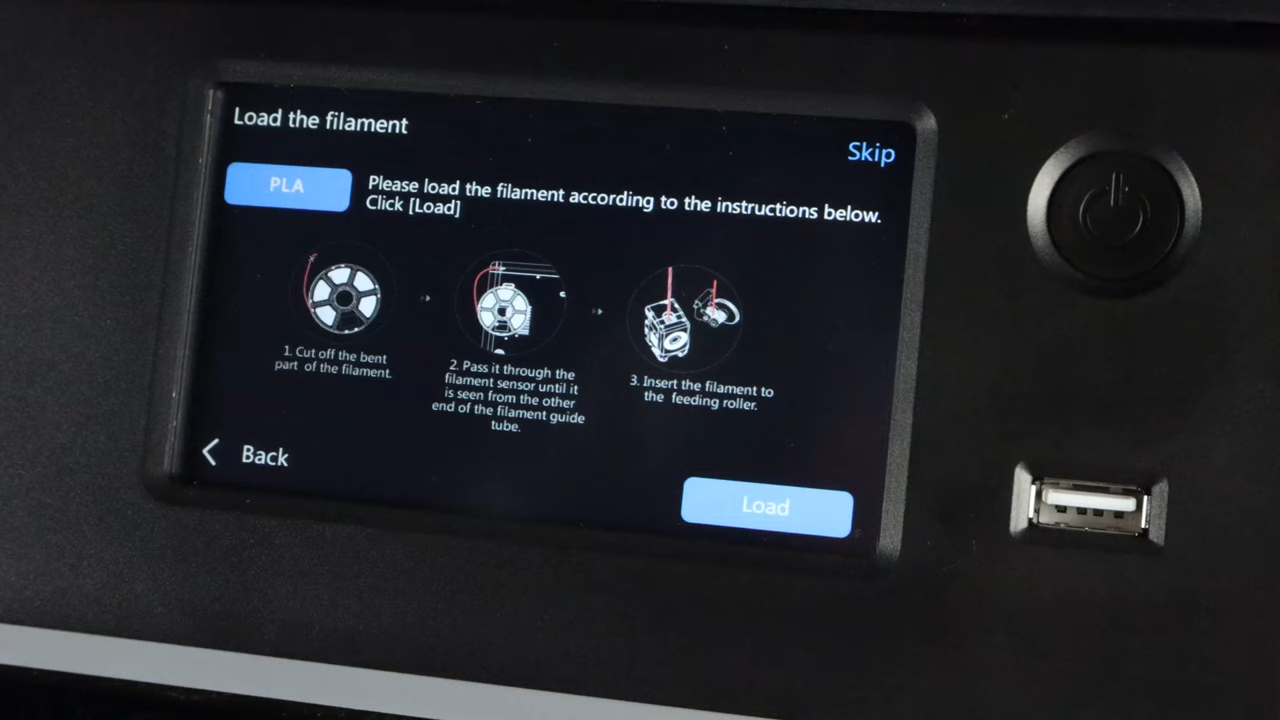 Load the filament
Skip
PLA
Please load the filament according to the instructions below.
Click [Load]
1. Cut off the bent
part of the filament.
2. Pass it through the
filament sensor until it
is seen from the other
end of the filament guide
tube.
3. Insert the filament to
the feeding roller.
Back
Load